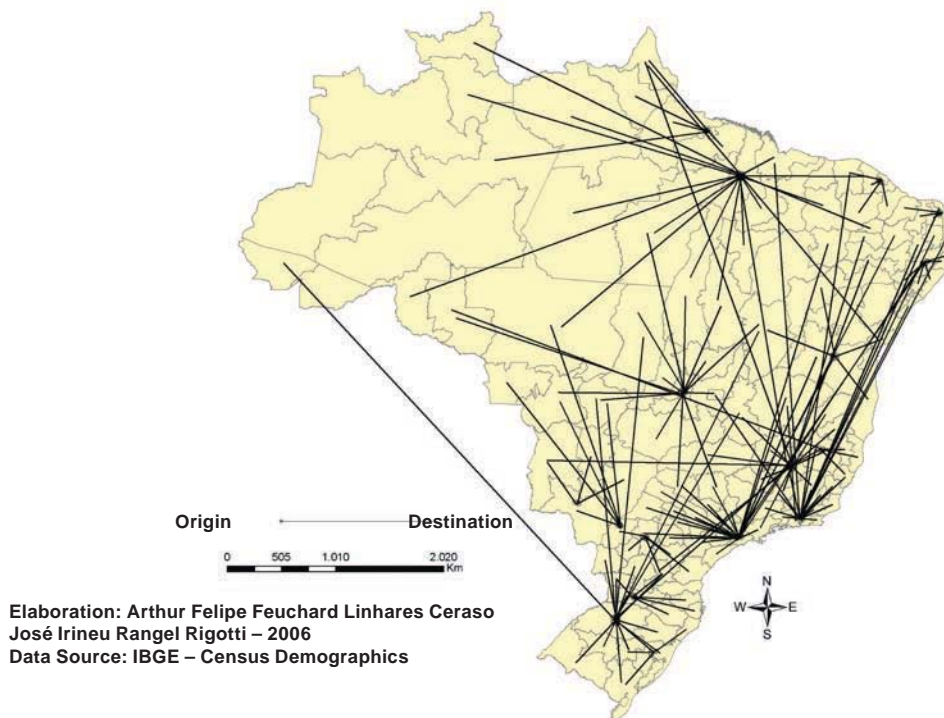 Origin Destination
0 505 1.010 2.020
Km
Elaboration: Arthur Felipe Feuchard Linhares Ceraso
José Irineu Rangel Rigotti – 2006
Data Source: IBGE – Census Demographics
N
W E
S